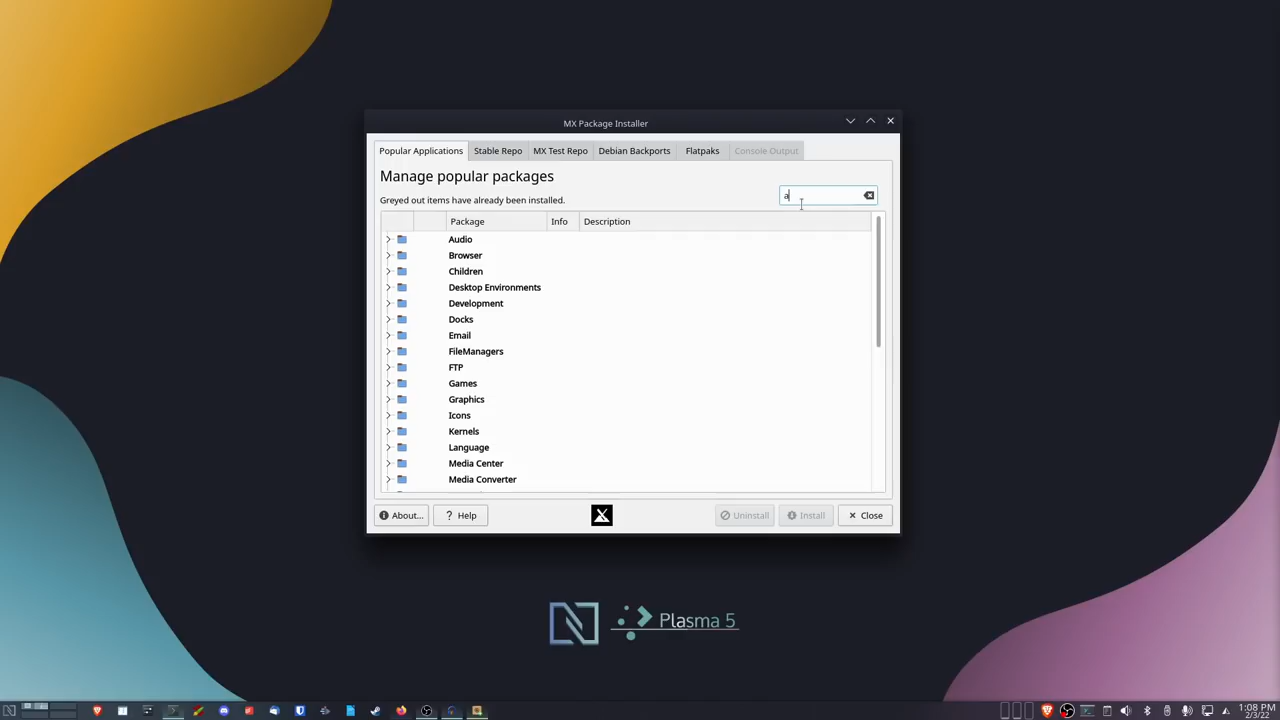 MX Package Installer
Popular Applications Stable Repo MX Test Repo Debian Backports Flatpaks Console Output
Manage popular packages
Greyed out items have already been installed.
a
Package Info Description
Audio
Browser
Children
Desktop Environments
Development
Docks
Email
FileManagers
FTP
Games
Graphics
Icons
Kernels
Language
Media Center
Media Converter
About... ? Help Uninstall Install Close
Plasma 5
1:08 PM
2/3/22